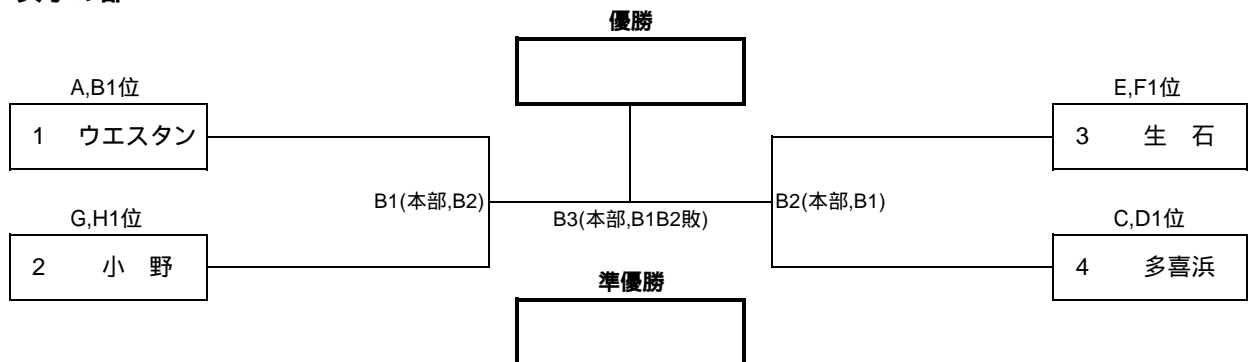 優勝
A,B1位
E,F1位
1 ウエスタン
3 生 石
B1(本部,B2)
B3(本部,B1B2敗)
B2(本部,B1)
G,H1位
C,D1位
2 小 野
4 多喜浜
準優勝